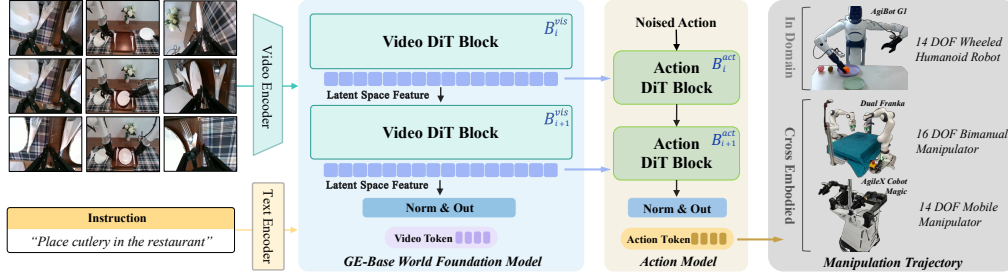 Video Encoder
Instruction
“Place cutlery in the restaurant”
Text Encoder
Video DiT Block
B_i^vis
Latent Space Feature
Video DiT Block
B_{i+1}^vis
Latent Space Feature
Norm & Out
Video Token
GE-Base World Foundation Model
Noised Action
Action
DiT Block
B_i^act
Action
DiT Block
B_{i+1}^act
Norm & Out
Action Token
Action Model
In Domain
AgiBot G1
14 DOF Wheeled
Humanoid Robot
Cross Embodied
Dual Franka
16 DOF Bimanual
Manipulator
AgileX Cobot
Magic
14 DOF Mobile
Manipulator
Manipulation Trajectory